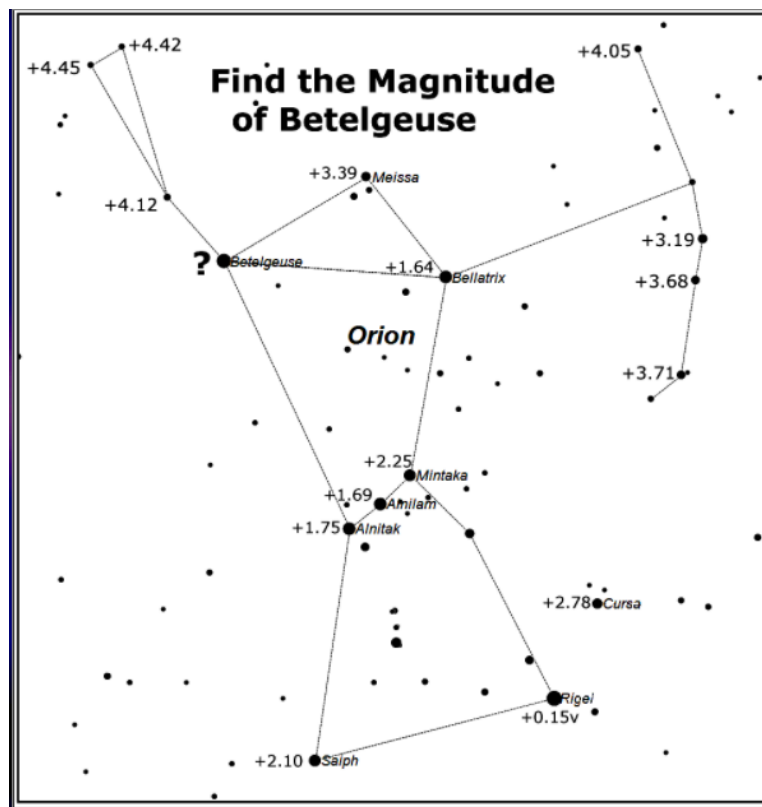 +4.42
+4.45
+4.05
Find the Magnitude
of Betelgeuse
+3.39 Meissa
+4.12
+3.19
? Betelgeuse
+1.64 Bellatrix
+3.68
Orion
+3.71
+2.25 Mintaka
+1.69 Alnilam
+1.75 Alnitak
+2.78 Cursa
Rigel
+0.15v
+2.10 Saiph